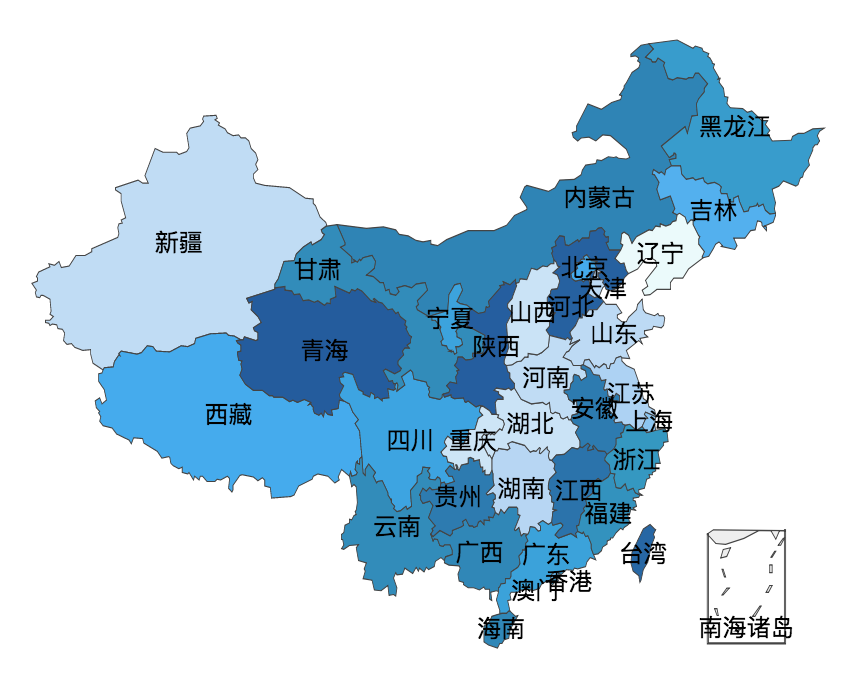 黑龙江
内蒙古
吉林
新疆
辽宁
甘肃
北京
天津
河北
山西
宁夏
山东
陕西
青海
河南
江苏
安徽
西藏
上海
湖北
四川
重庆
浙江
湖南
江西
贵州
福建
云南
广西
广东
台湾
香港
澳门
海南
南海诸岛